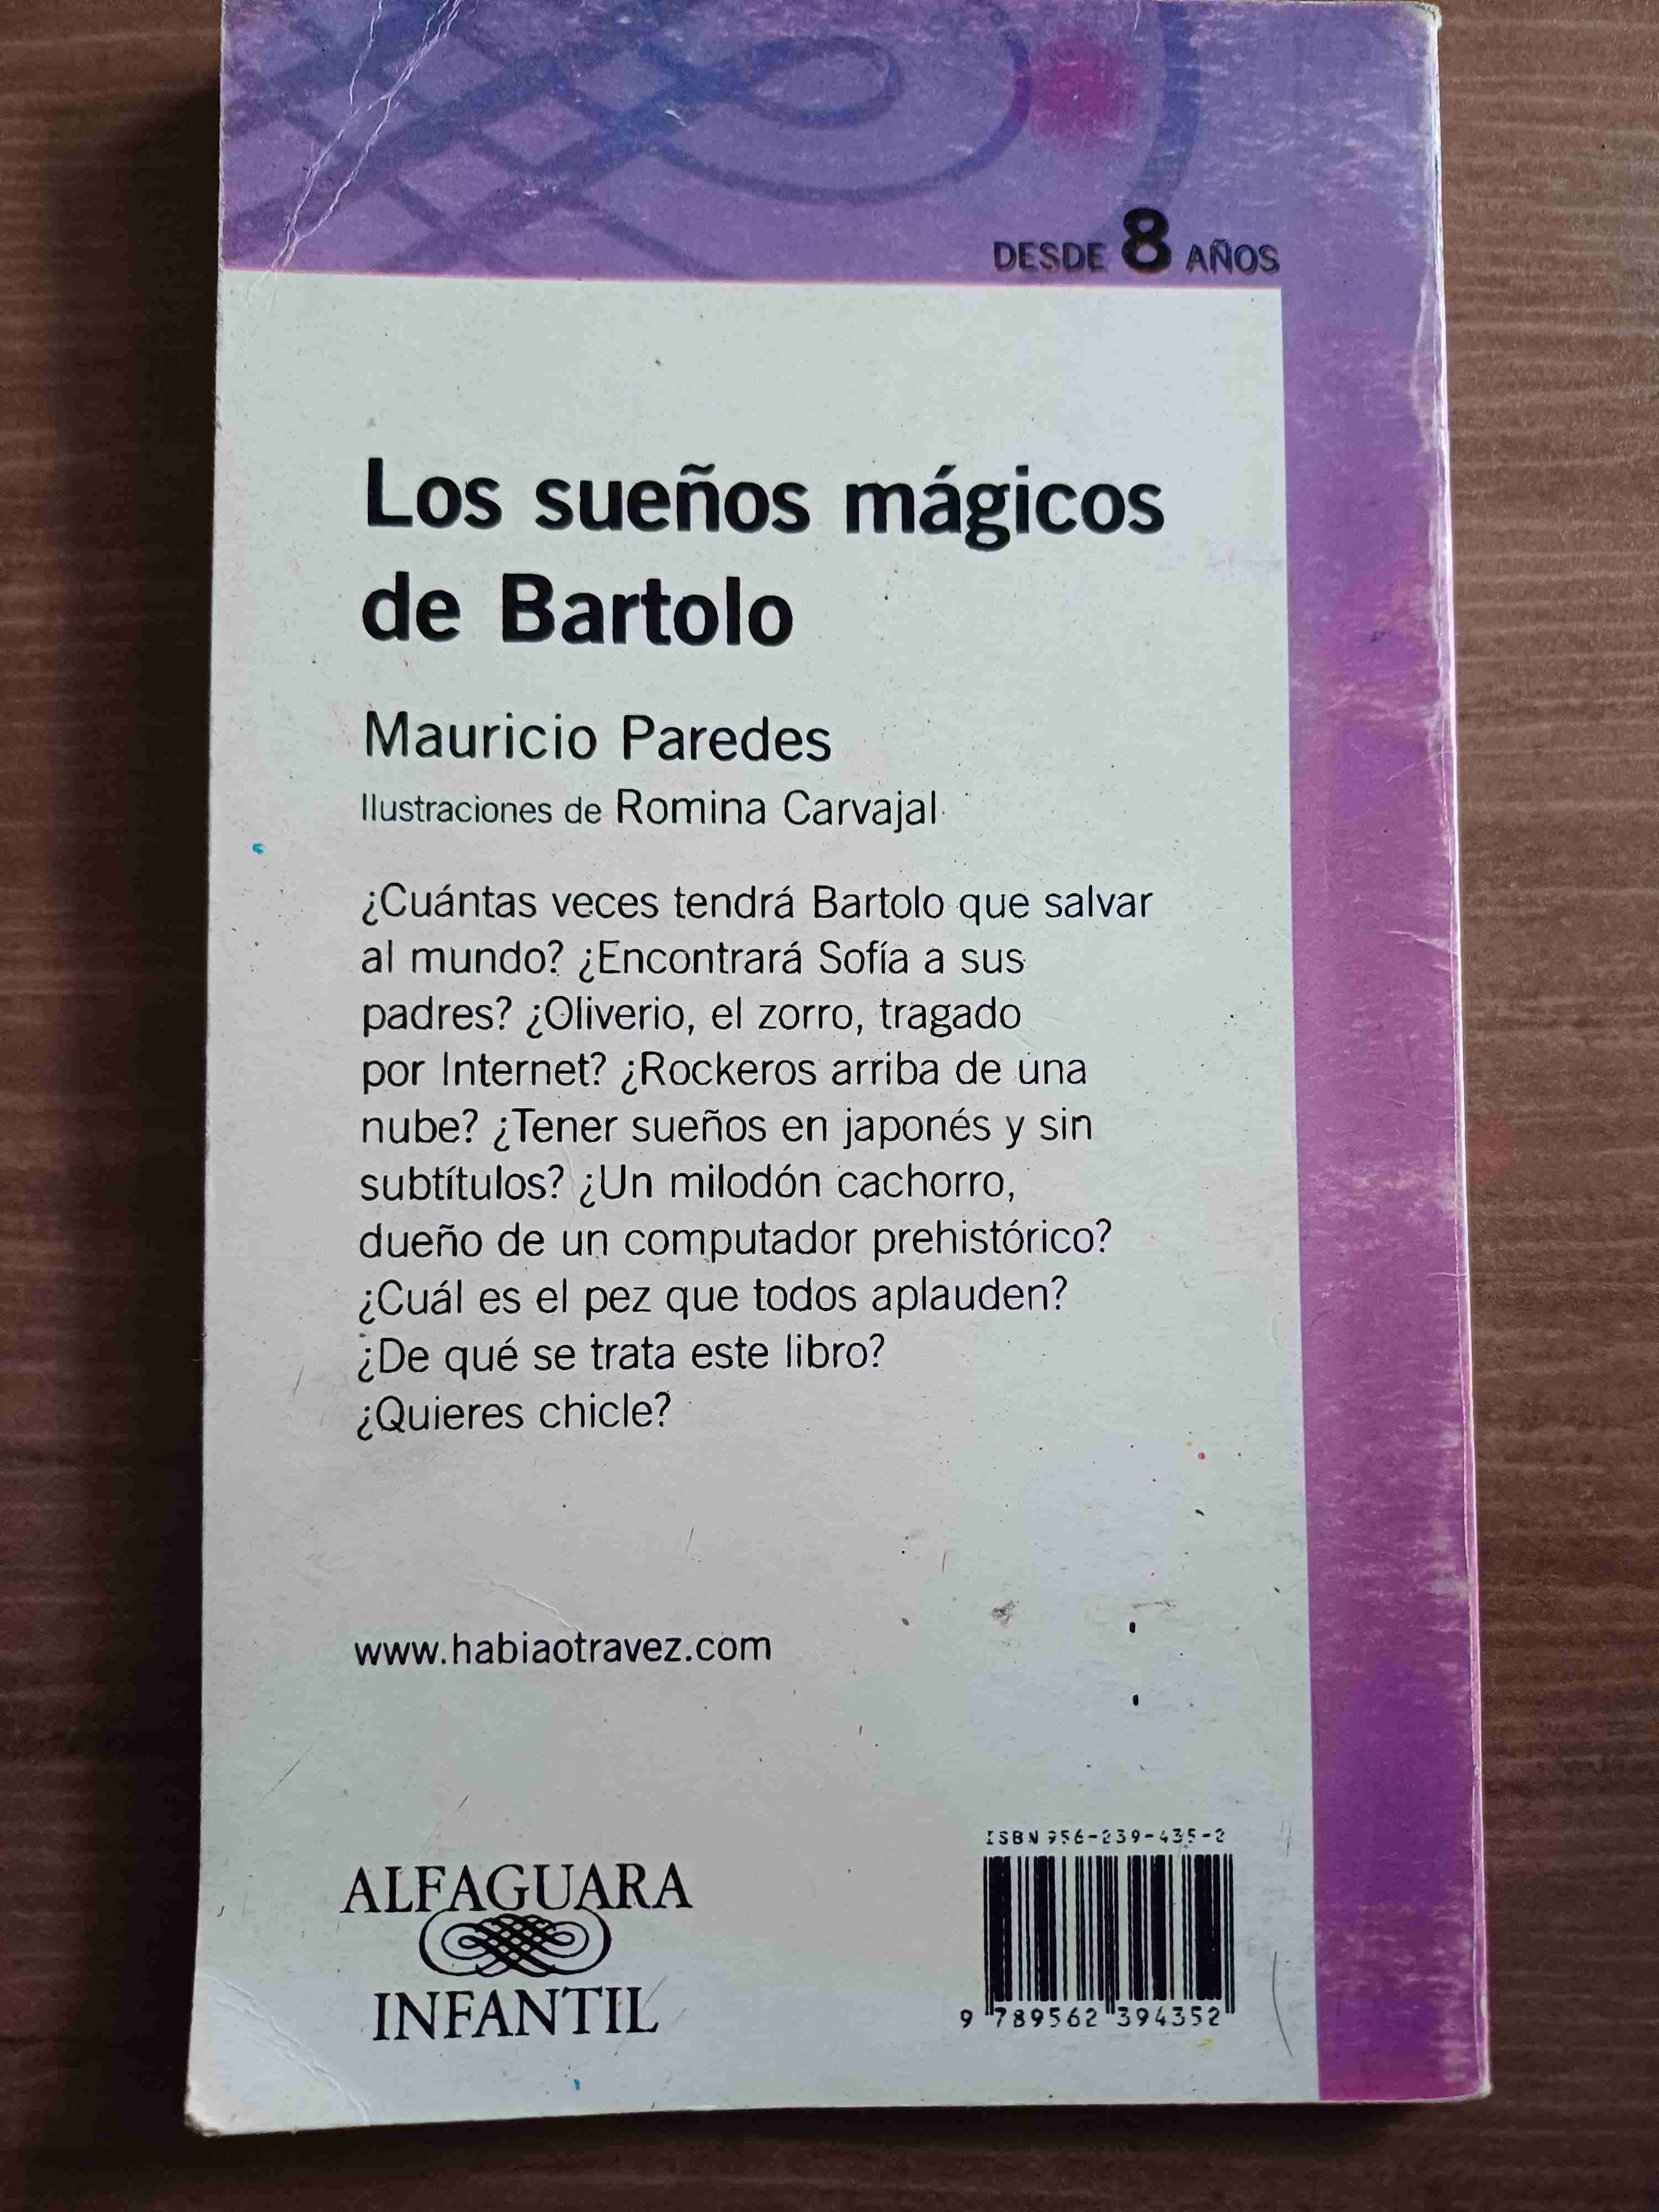 DESDE 8 AÑOS
Los sueños mágicos
de Bartolo
Mauricio Paredes
Ilustraciones de Romina Carvajal
¿Cuántas veces tendrá Bartolo que salvar
al mundo? ¿Encontrará Sofía a sus
padres? ¿Oliverio, el zorro, tragado
por Internet? ¿Rockeros arriba de una
nube? ¿Tener sueños en japonés y sin
subtítulos? ¿Un milodón cachorro,
dueño de un computador prehistórico?
¿Cuál es el pez que todos aplauden?
¿De qué se trata este libro?
¿Quieres chicle?
www.habiaotravez.com
ALFAGUARA
INFANTIL
ISBN 956-239-435-2
9 789562 394352